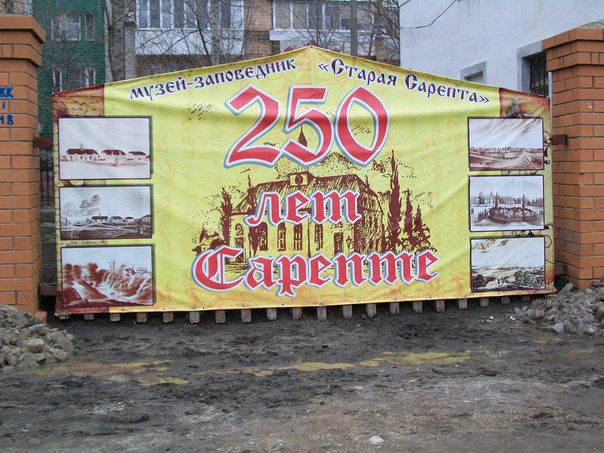 музей-заповедник «Старая Сарепта»
250
лет
Сарепте